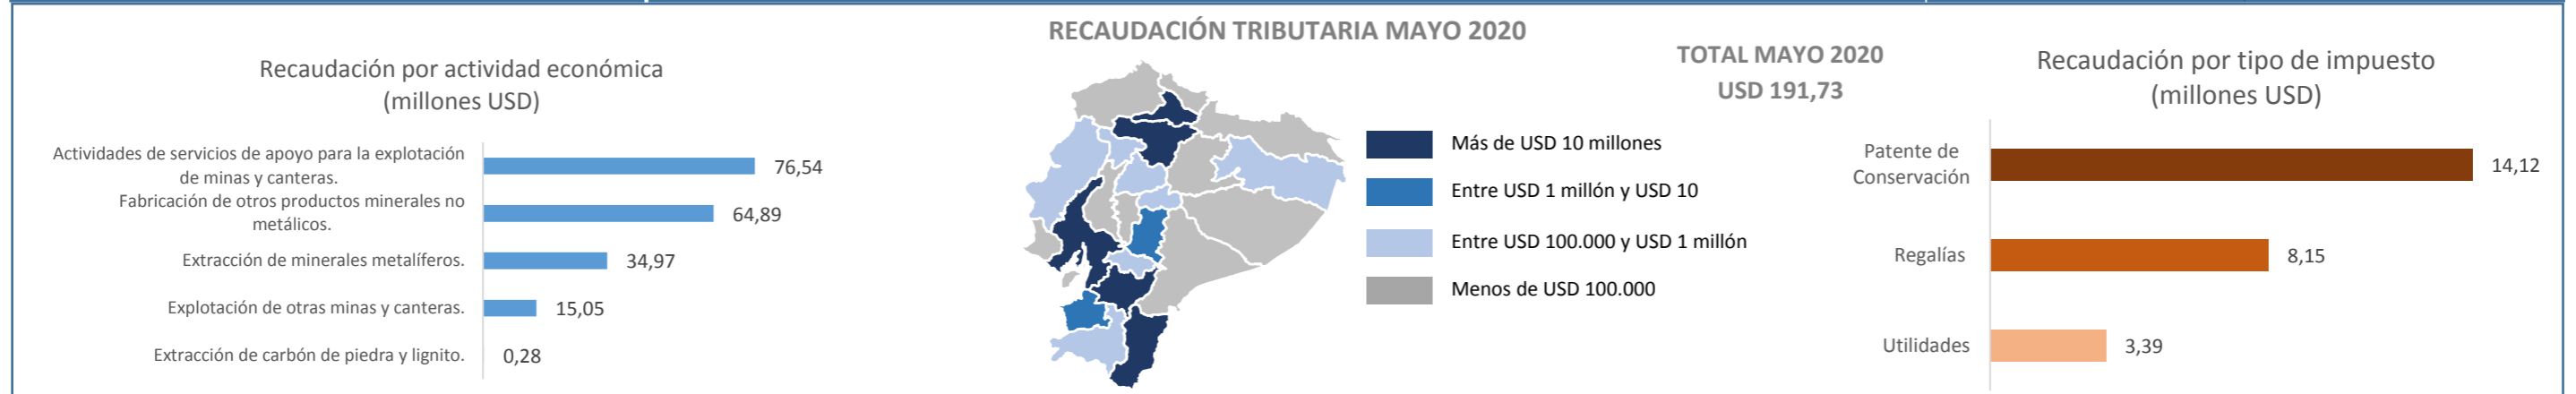 RECAUDACIÓN TRIBUTARIA MAYO 2020
Recaudación por actividad económica
(millones USD)
Actividades de servicios de apoyo para la explotación
de minas y canteras.
76,54
Fabricación de otros productos minerales no
metálicos.
64,89
Extracción de minerales metalíferos.
34,97
Explotación de otras minas y canteras.
15,05
Extracción de carbón de piedra y lignito.
0,28
Más de USD 10 millones
Entre USD 1 millón y USD 10
Entre USD 100.000 y USD 1 millón
Menos de USD 100.000
TOTAL MAYO 2020
USD 191,73
Recaudación por tipo de impuesto
(millones USD)
Patente de
Conservación
14,12
Regalías
8,15
Utilidades
3,39